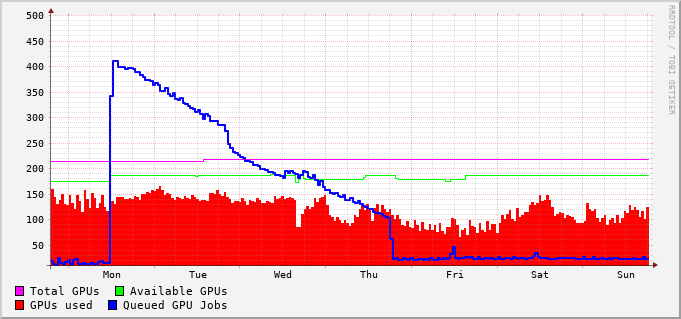 500
450
400
350
300
250
200
150
100
50
Mon Tue Wed Thu Fri Sat Sun
Total GPUs Available GPUs
GPUs used Queued GPU Jobs
RRDTOOL / TOBI OETIKER